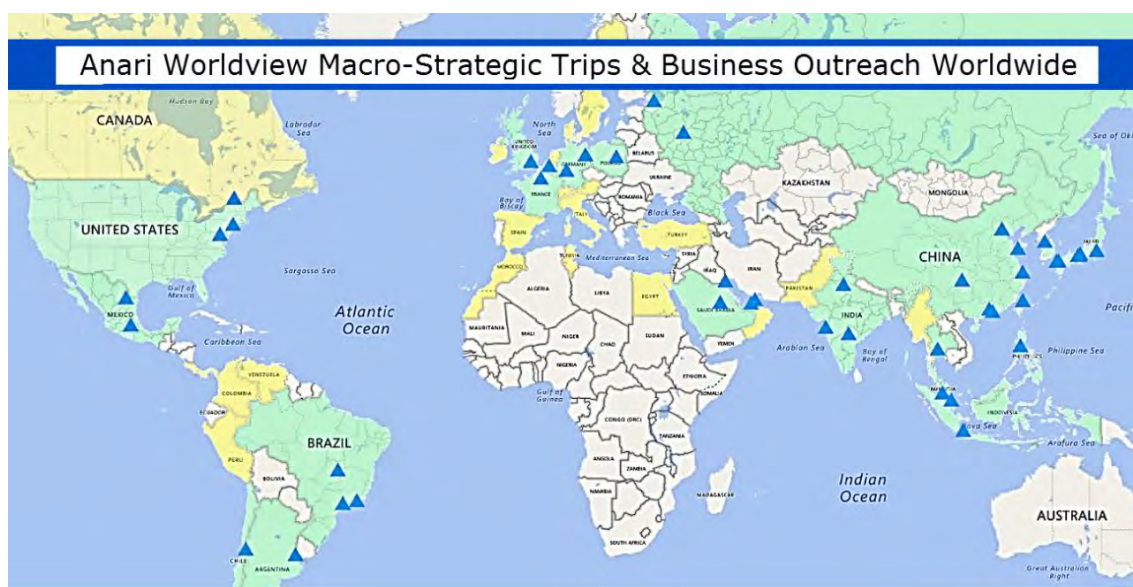 Anari Worldview Macro-Strategic Trips & Business Outreach Worldwide
Hudson Bay
CANADA
Labrador
Sea
North
Sea
UNITED
KINGDOM
GERMANY
POLAND
BELARUS
UKRAINE
FRANCE
ROMANIA
Bay of
Biscay
ITALY
Black Sea
SPAIN
TURKEY
KAZAKHSTAN
MONGOLIA
Sea of Ok
UNITED STATES
Sargasso Sea
Gulf of
Mexico
MEXICO
Caribbean Sea
Atlantic
Ocean
Mediterranean Sea
TUNISIA
MOROCCO
ALGERIA
LIBYA
EGYPT
SYRIA
IRAQ
IRAN
SAUDI ARABIA
PAKISTAN
CHINA
INDIA
MAURITANIA
MALI
NIGER
CHAD
SUDAN
YEMEN
Arabian Sea
Bay of
Bengal
Philippine Sea
Pacifi
NIGERIA
ETHIOPIA
SOMALIA
Gulf of
Guinea
VENEZUELA
COLOMBIA
ECUADOR
PERU
BRAZIL
BOLIVIA
CHILE
ARGENTINA
CONGO (DRC)
TANZANIA
ANGOLA
ZAMBIA
NAMIBIA
MADAGASCAR
SOUTH AFRICA
Indian
Ocean
INDONESIA
Java Sea
Arafura Sea
AUSTRALIA
Great Australian
Bight